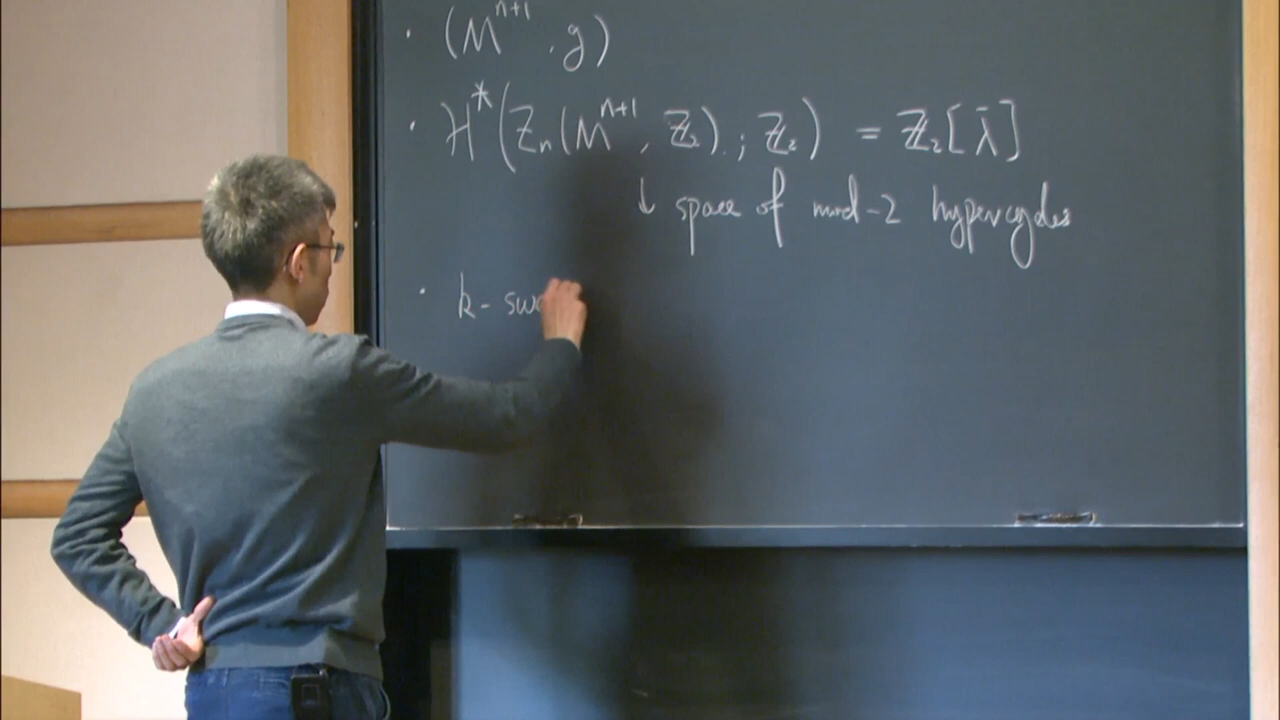 · (M^{n+1}, g)
· H^*(Z_n(M^{n+1}, ℤ_2); ℤ_2) = ℤ_2[λ̄]
↓ space of mod-2 hypercycles
· k-swe